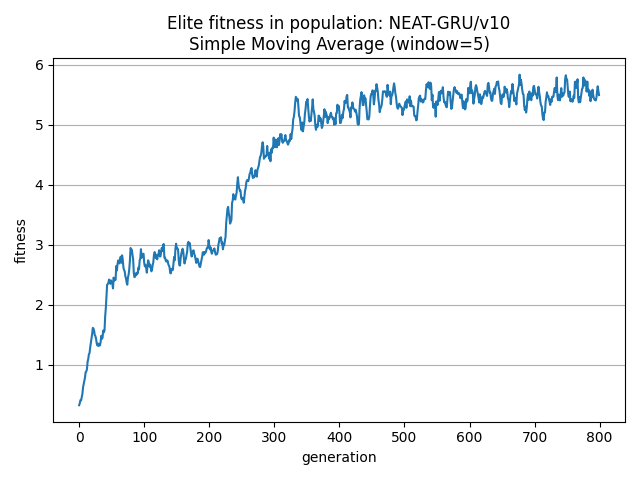 Elite fitness in population: NEAT-GRU/v10
Simple Moving Average (window=5)
6
5
4
3
2
1
fitness
0 100 200 300 400 500 600 700 800
generation